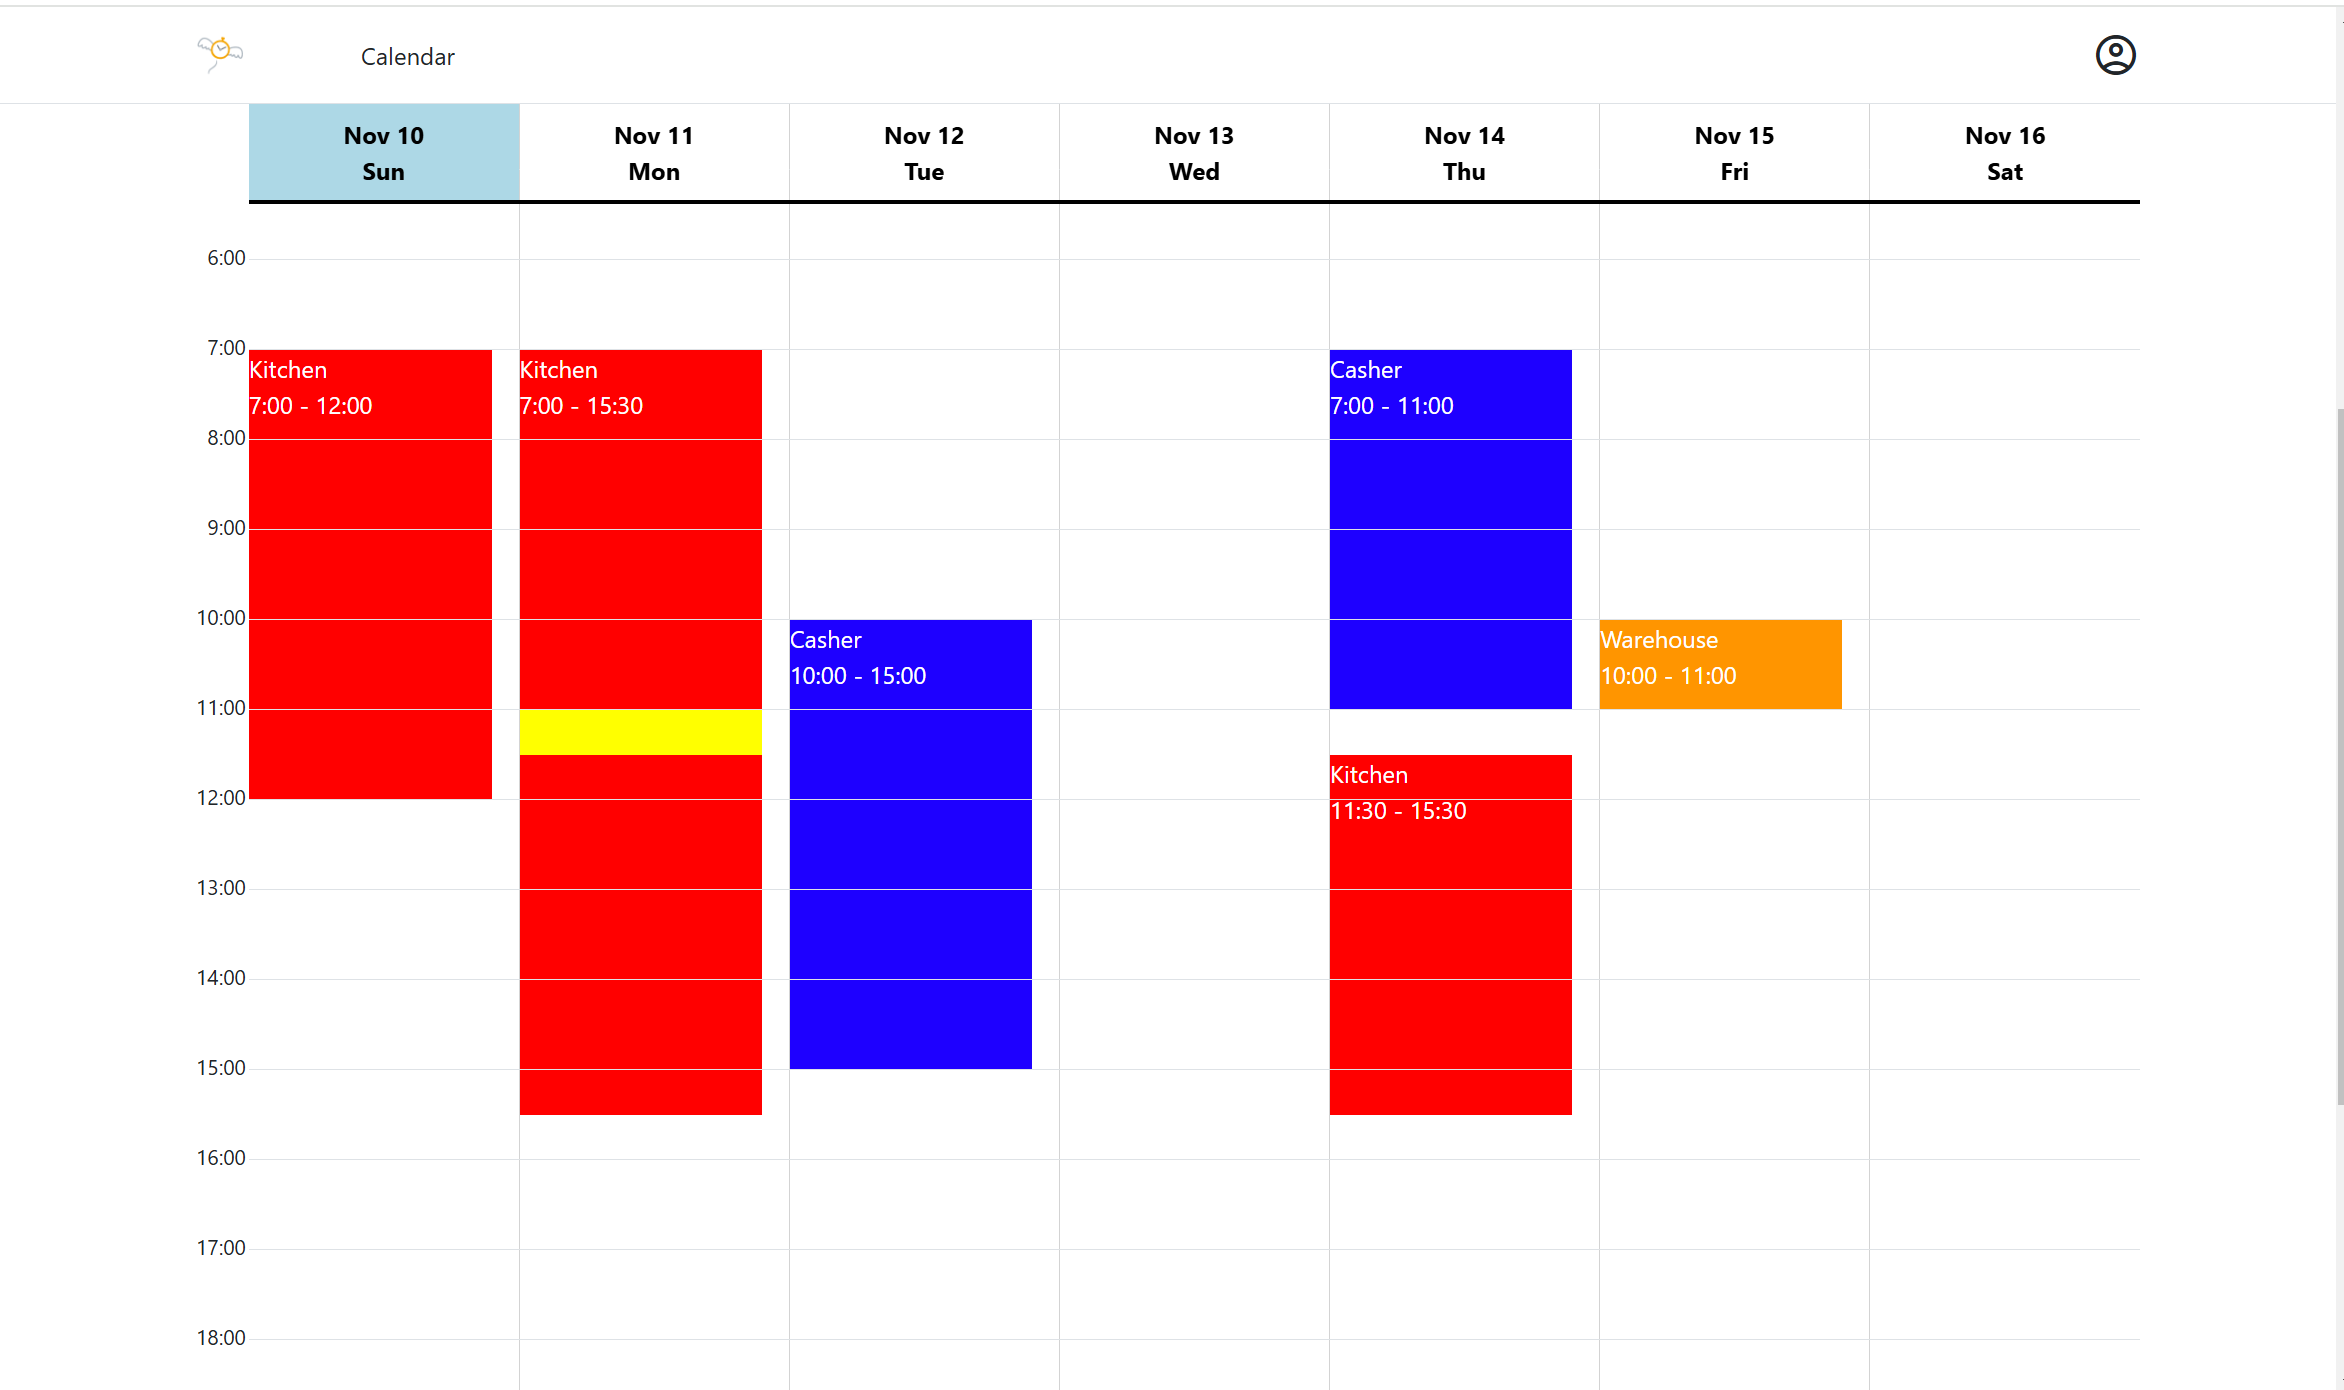 Calendar
Nov 10
Sun
Nov 11
Mon
Nov 12
Tue
Nov 13
Wed
Nov 14
Thu
Nov 15
Fri
Nov 16
Sat
6:00
7:00
8:00
9:00
10:00
11:00
12:00
13:00
14:00
15:00
16:00
17:00
18:00
Kitchen
7:00 - 12:00
Kitchen
7:00 - 15:30
Casher
10:00 - 15:00
Casher
7:00 - 11:00
Kitchen
11:30 - 15:30
Warehouse
10:00 - 11:00